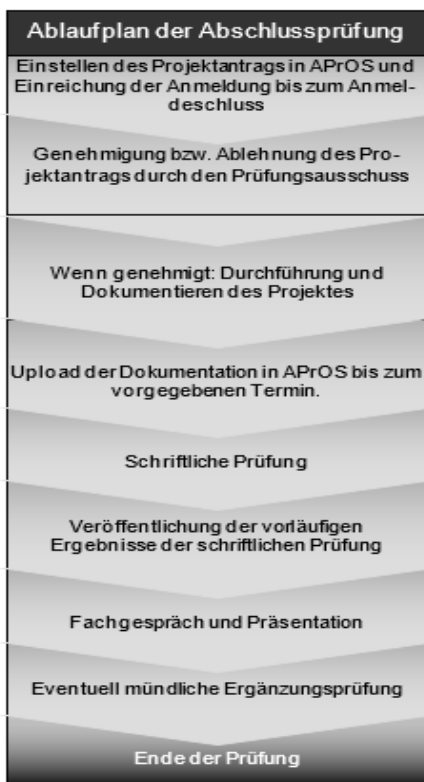 Ablaufplan der Abschlussprüfung
Einstellen des Projektantrags in APrOS und
Einreichung der Anmeldung bis zum Anmel-
deschluss
Genehmigung bzw. Ablehnung des Pro-
jektantrags durch den Prüfungsausschuss
Wenn genehmigt: Durchführung und
Dokumentieren des Projektes
Upload der Dokumentation in APrOS bis zum
vorgegebenen Termin.
Schriftliche Prüfung
Veröffentlichung der vorläufigen
Ergebnisse der schriftlichen Prüfung
Fachgespräch und Präsentation
Eventuell mündliche Ergänzungsprüfung
Ende der Prüfung